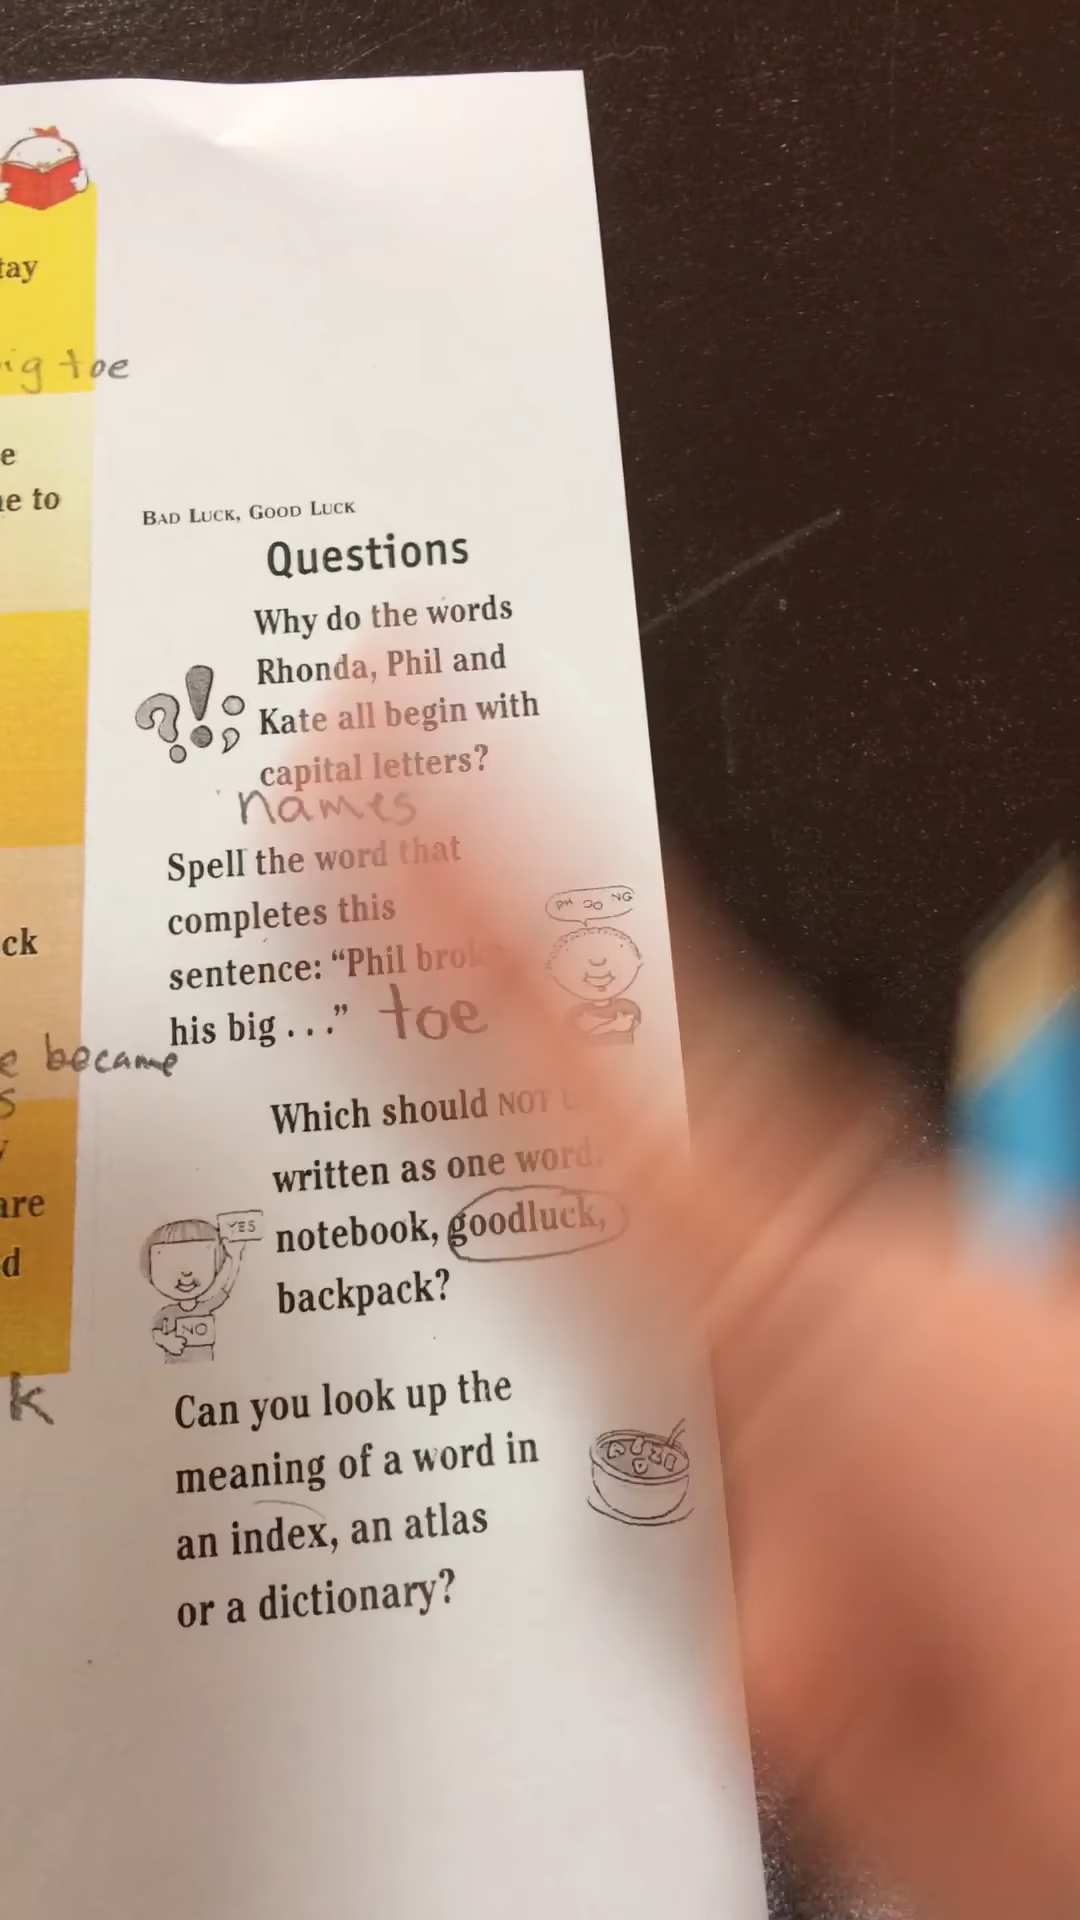 tay
ig toe
e
e to
BAD LUCK, GOOD LUCK
Questions
Why do the words
Rhonda, Phil and
Kate all begin with
capital letters?
names
Spell the word that
completes this
sentence: “Phil brok
his big . . .” toe
PH OO NG
ck
e became
s
Which should NOT
written as one word:
notebook, goodluck,
backpack?
YES
NO
are
d
k
Can you look up the
meaning of a word in
an index, an atlas
or a dictionary?